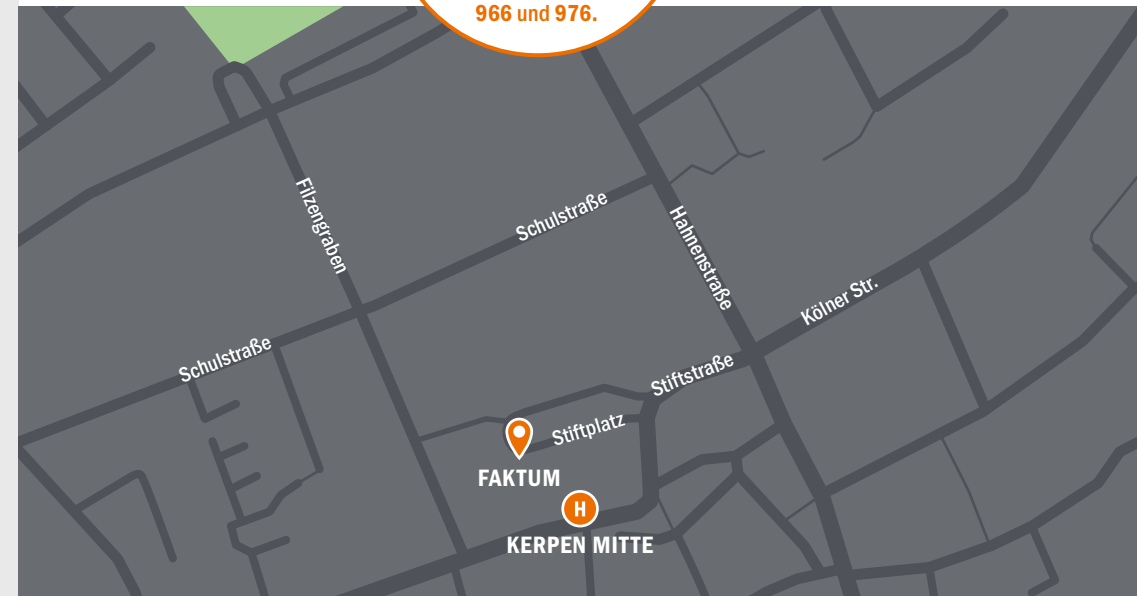 966 und 976.
Filzengraben
Schulstraße
Hahnenstraße
Kölner Str.
Schulstraße
Stiftstraße
Stiftplatz
FAKTUM
H
KERPEN MITTE